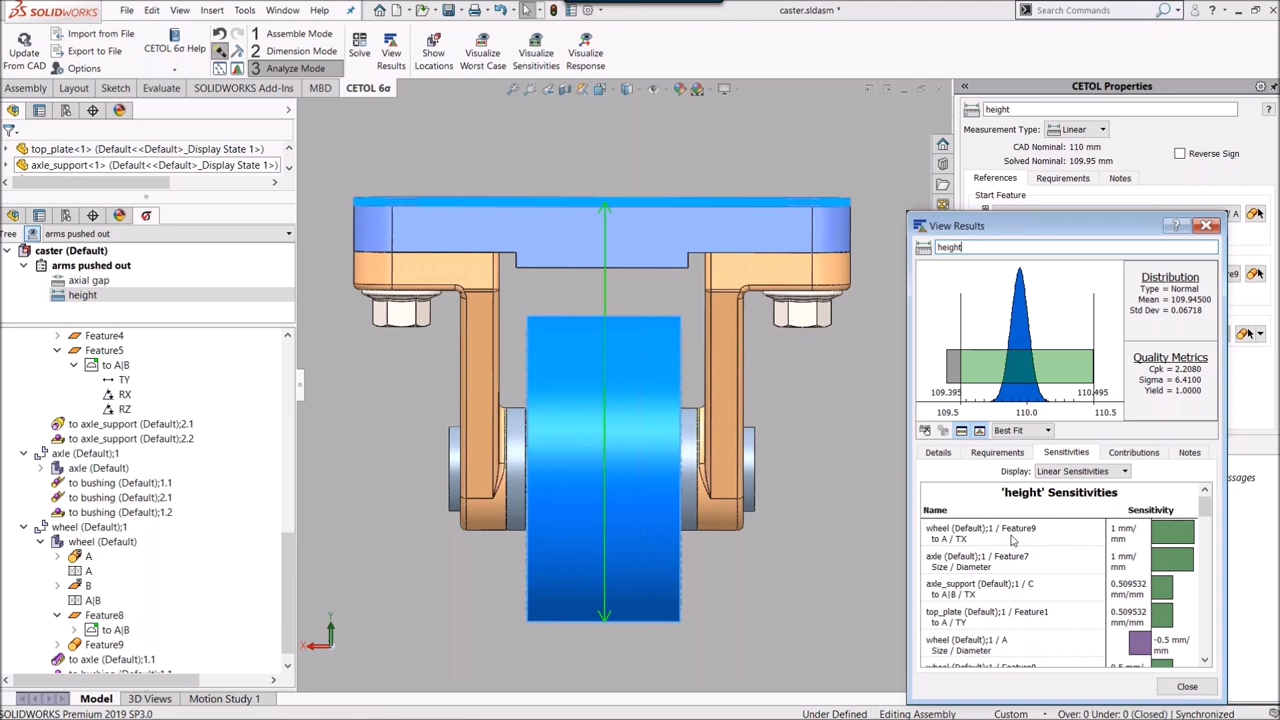 SOLIDWORKS
File Edit View Insert Tools Window
caster.sldasm *
Search Commands
Update From CAD
Import from File
Export to File
Options
CETOL 6σ Help
1 Assemble Mode
2 Dimension Mode
3 Analyze Mode
Solve
View Results
Show Locations
Visualize Worst Case
Visualize Sensitivities
Visualize Response
Assembly Layout Sketch Evaluate SOLIDWORKS Add-Ins MBD CETOL 6σ
top_plate<1> (Default<<Default>_Display State 1>)
axle_support<1> (Default<<Default>_Display State 1>)
Tree arms pushed out
caster (Default)
arms pushed out
axial gap
height
Feature4
Feature5
to A|B
TY
RX
RZ
to axle_support (Default);2.1
to axle_support (Default);2.2
axle (Default);1
axle (Default)
to bushing (Default);1.1
to bushing (Default);2.1
to bushing (Default);1.2
wheel (Default);1
wheel (Default)
A
A
B
A|B
Feature8
to A|B
Feature9
to axle (Default);1.1
Y
X
CETOL Properties
height
Measurement Type: Linear
CAD Nominal: 110 mm
Solved Nominal: 109.95 mm
Reverse Sign
References Requirements Notes
Start Feature
View Results
height
Distribution
Type = Normal
Mean = 109.94500
Std Dev = 0.06718
Quality Metrics
Cpk = 2.2080
Sigma = 6.4100
Yield = 1.0000
109.395 110.495
109.5 110.0 110.5
Best Fit
Details Requirements Sensitivities Contributions Notes
Display: Linear Sensitivities
'height' Sensitivities
Name Sensitivity
wheel (Default);1 / Feature9 to A / TX 1 mm/mm
axle (Default);1 / Feature7 Size / Diameter 1 mm/mm
axle_support (Default);1 / C to A|B / TX 0.509532 mm/mm
top_plate (Default);1 / Feature1 to A / TY 0.509532 mm/mm
wheel (Default);1 / A Size / Diameter -0.5 mm/mm
Close
Model 3D Views Motion Study 1
SOLIDWORKS Premium 2019 SP3.0
Under Defined Editing Assembly Custom Over: 0 Under: 0 (Closed) Synchronized